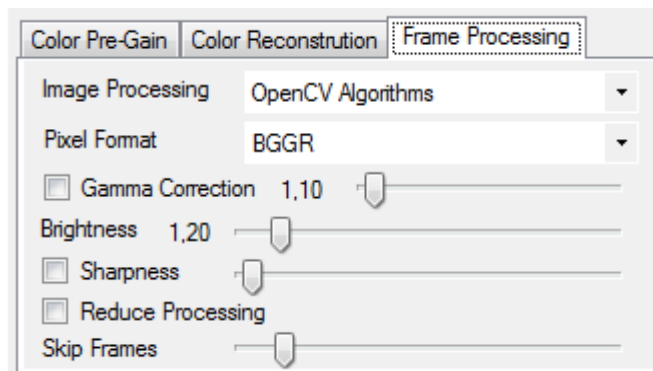 Color Pre-Gain Color Reconstrution Frame Processing
Image Processing OpenCV Algorithms
Pixel Format BGGR
Gamma Correction 1,10
Brightness 1,20
Sharpness
Reduce Processing
Skip Frames